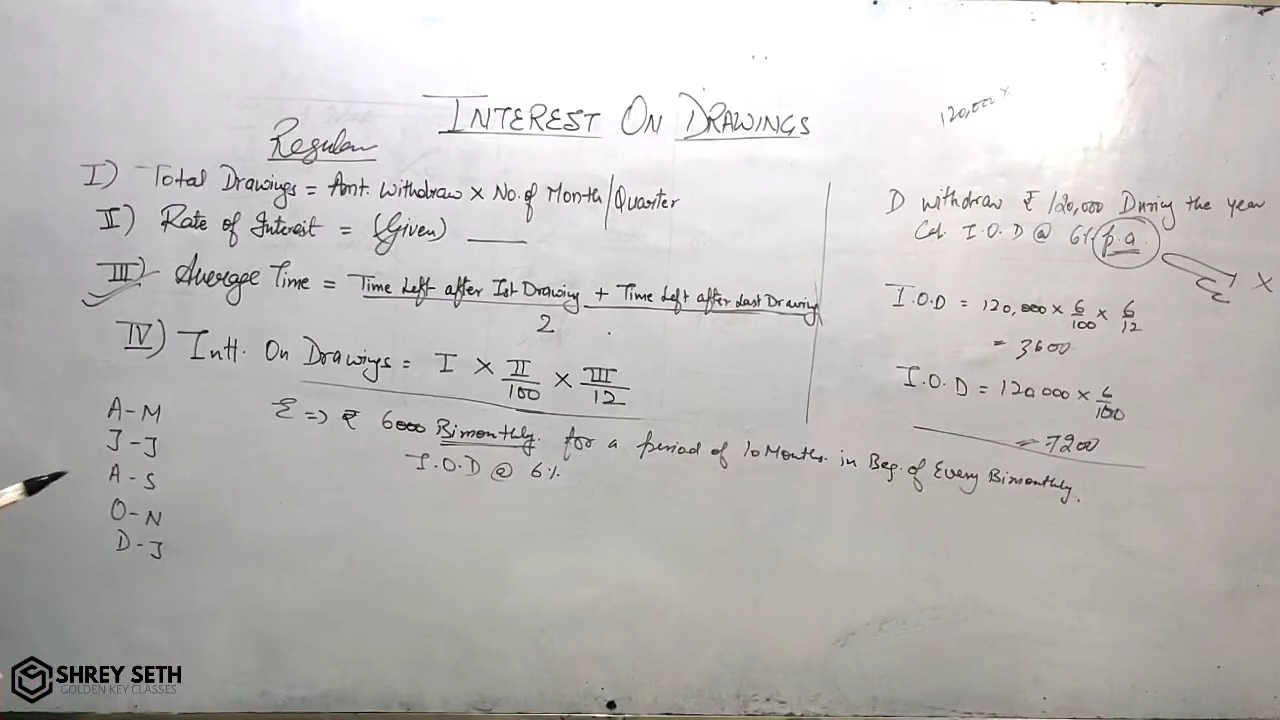 INTEREST ON DRAWINGS
Regular
I) Total Drawings = Amt. Withdraw × No. of Month/Quarter
II) Rate of Interest = (Given) ____
III) Average Time = Time Left after Ist Drawing + Time Left after Last Drawing
2
IV) Intt. On Drawings = I × II/100 × III/12
E => ₹ 6000 Bimonthly. for a period of 10 Months. in Beg. of Every Bimonthly.
I.O.D @ 6%
A-M
J-J
A-S
O-N
D-J
120,000 ×
D withdraw ₹ 120,000 During the year
Cal. I.O.D @ 6% p.a.
×
I.O.D = 120,000 × 6/100 × 6/12
= 3600
I.O.D = 120000 × 6/100
= 7200
SHREY SETH
GOLDEN KEY CLASSES